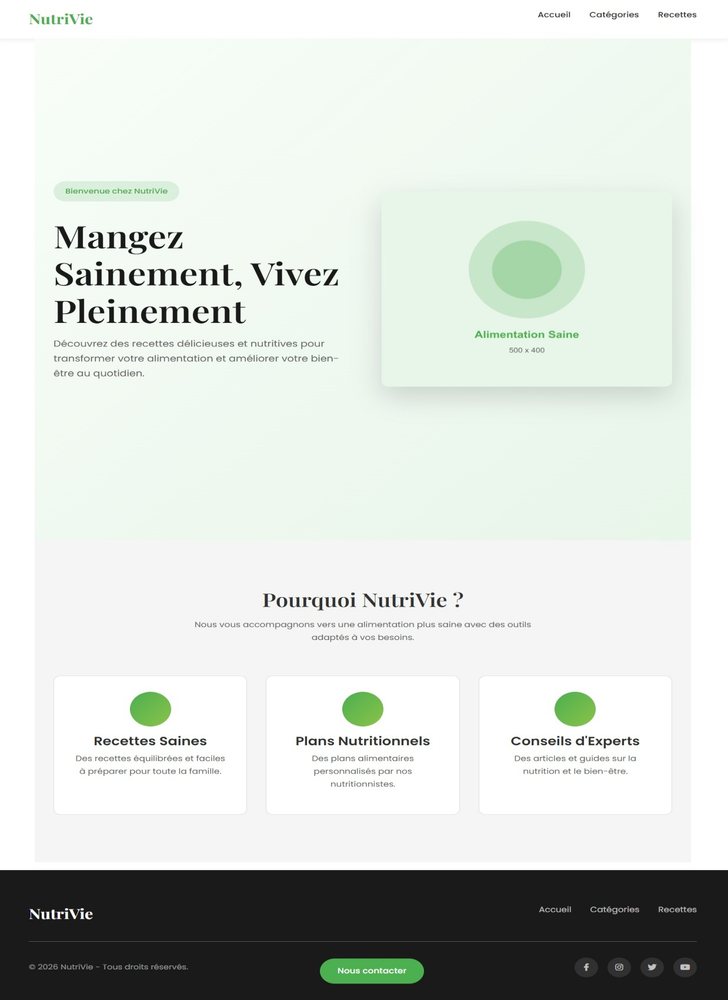 NutriVie
Accueil Catégories Recettes
Bienvenue chez NutriVie
Mangez
Sainement, Vivez
Pleinement
Découvrez des recettes délicieuses et nutritives pour
transformer votre alimentation et améliorer votre bien-
être au quotidien.
Alimentation Saine
500 x 400
Pourquoi NutriVie ?
Nous vous accompagnons vers une alimentation plus saine avec des outils
adaptés à vos besoins.
Recettes Saines
Des recettes équilibrées et faciles
à préparer pour toute la famille.
Plans Nutritionnels
Des plans alimentaires
personnalisés par nos
nutritionnistes.
Conseils d'Experts
Des articles et guides sur la
nutrition et le bien-être.
NutriVie
Accueil Catégories Recettes
© 2026 NutriVie - Tous droits réservés.
Nous contacter